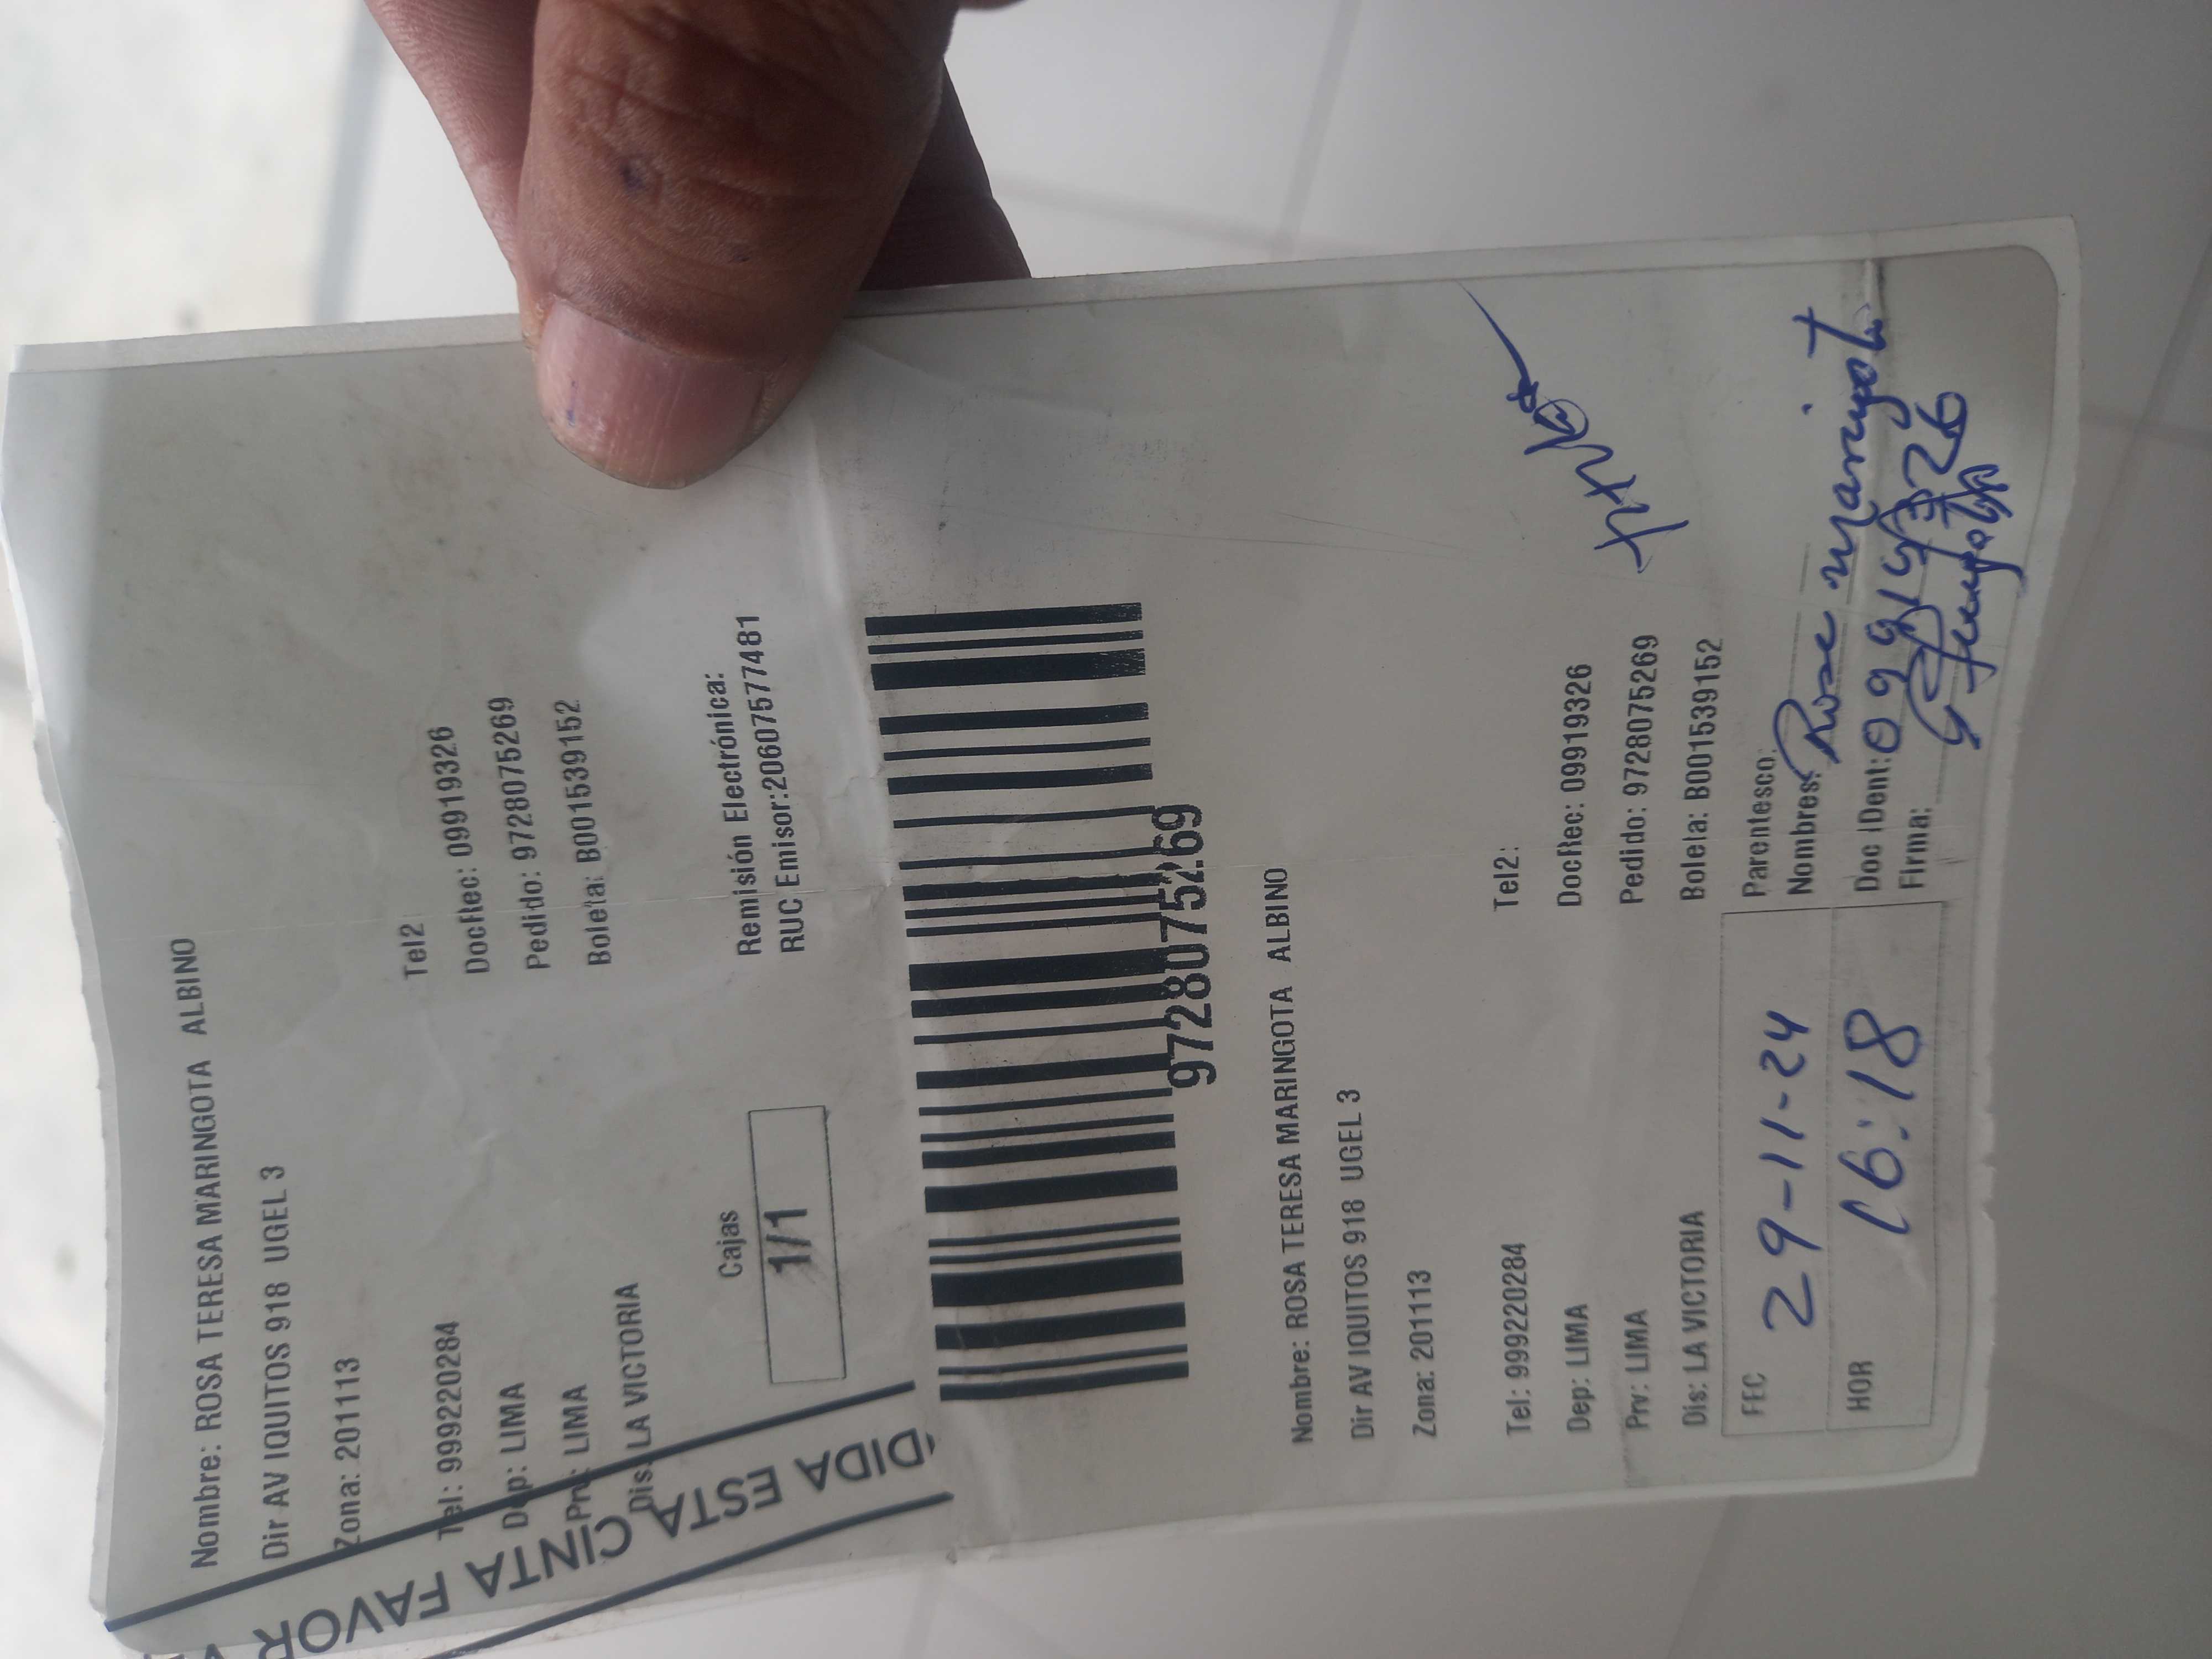 Nombre: ROSA TERESA MARINGOTA ALBINO
Dir AV IQUITOS 918 UGEL 3
Zona: 201113
Tel2
Tel: 999220284
DocRec: 09919326
Dep: LIMA
Pedido: 9728075269
Prv: LIMA
Boleta: B001539152
Dis: LA VICTORIA
Cajas
1/1
Remisión Electrónica:
RUC Emisor:20607577481
DIDA ESTA
CINTA FAVOR
9728075269
Nombre: ROSA TERESA MARINGOTA ALBINO
Dir AV IQUITOS 918 UGEL 3
Zona: 201113
Tel: 999220284
Tel2:
Dep: LIMA
DocRec: 09919326
Prv: LIMA
Pedido: 9728075269
Dis: LA VICTORIA
Boleta: B001539152
FEC 29-11-24
HOR 16:18
Parentesco:
Nombres: Rosa Maringota
Doc IDent: 09919326
Firma: